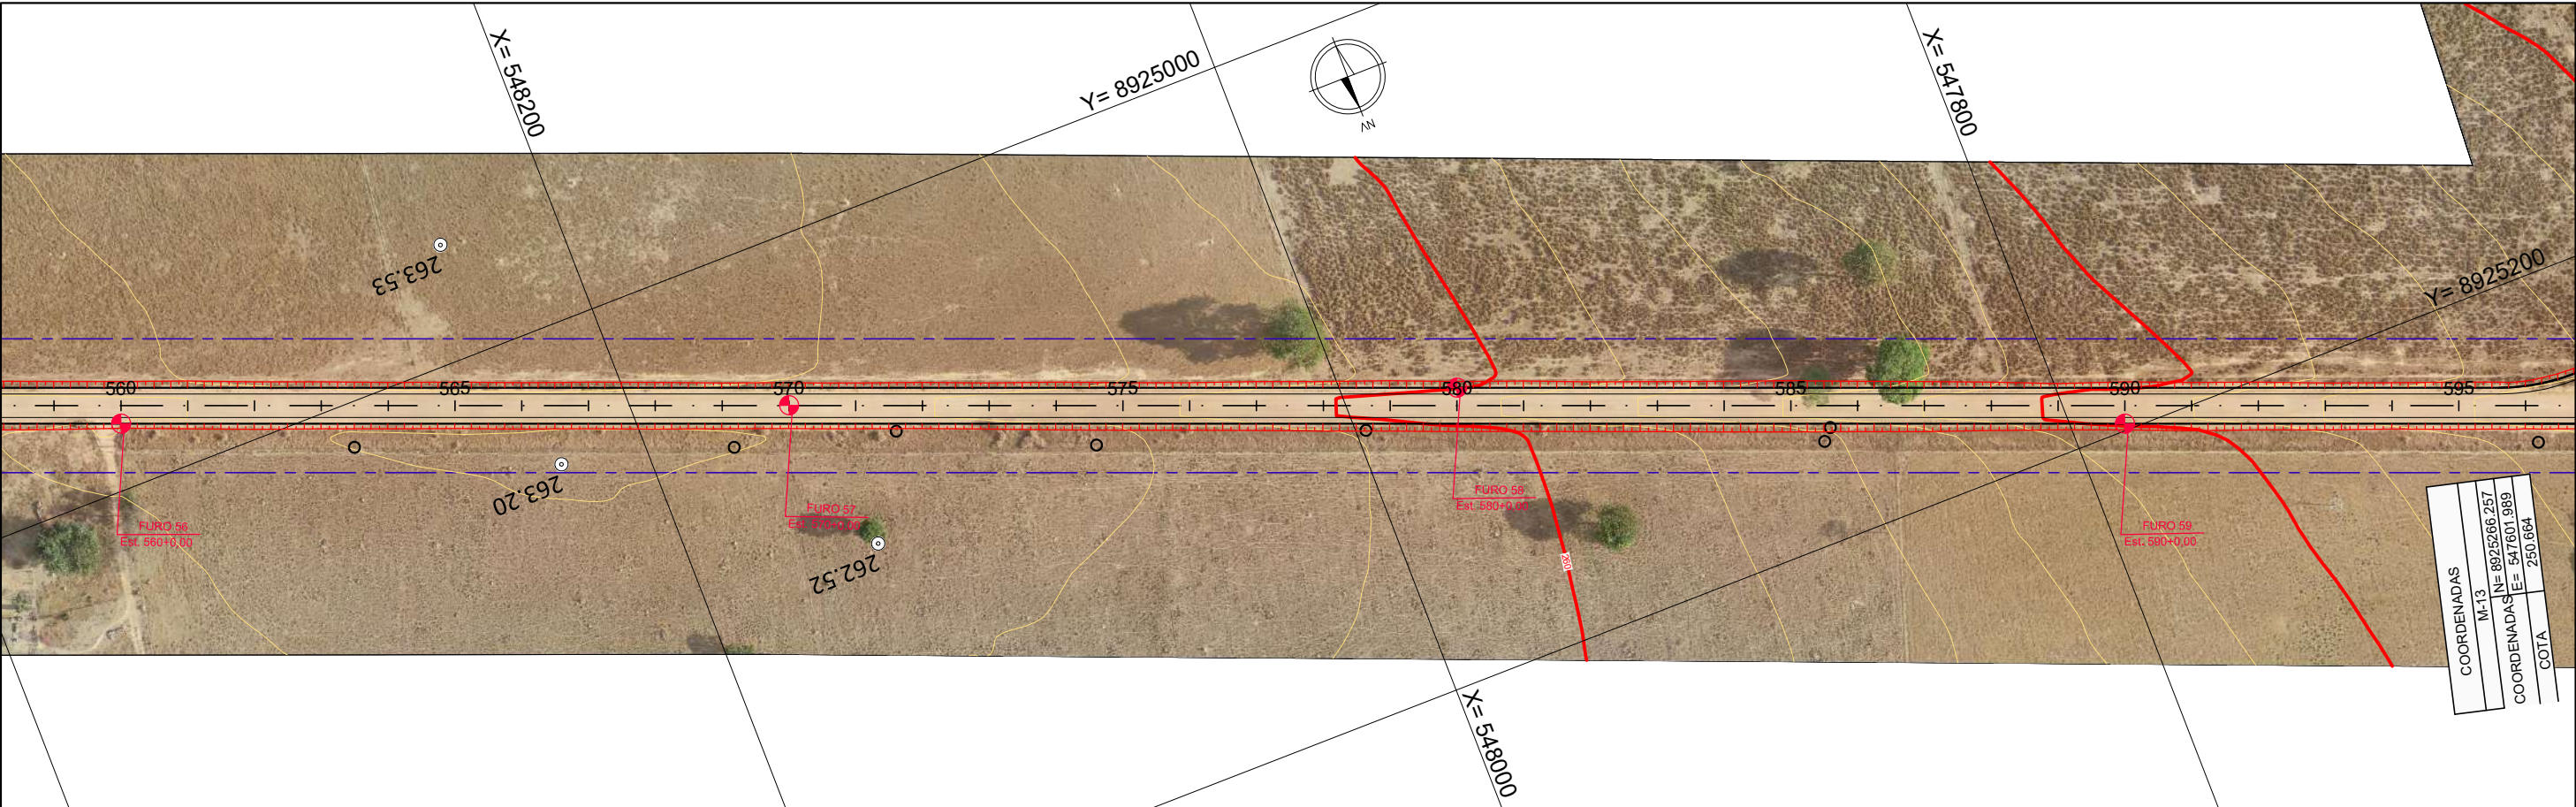 X= 548200
Y= 8925000
X= 547800
Y= 8925200
X= 548000
NV
263.53
263.20
262.52
560
565
570
575
580
585
590
595
FURO 56
Est. 560+0,00
FURO 57
FURO 58
Est. 580+0,00
FURO 59
Est. 590+0,00
260
COORDENADAS
M-13
COORDENADAS
N= 8925266.257
E= 547601.989
COTA
250.664